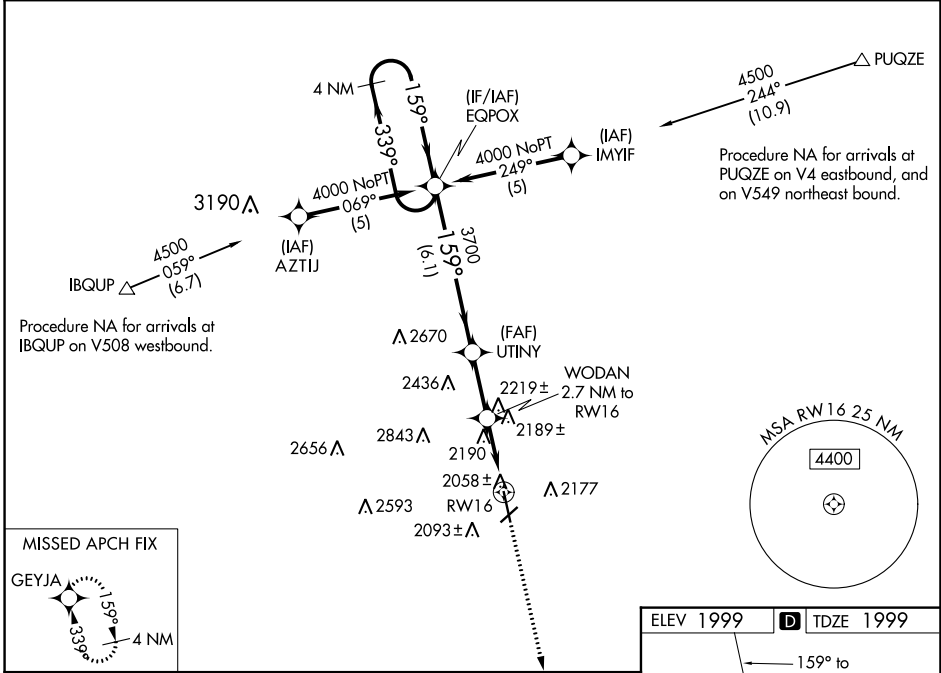 PUQZE
4500
244°
(10.9)
4 NM
159°
339°
(IF/IAF)
EQPOX
(IAF)
IMYIF
4000 NoPT
249°
(5)
Procedure NA for arrivals at
PUQZE on V4 eastbound, and
on V549 northeast bound.
3190
4000 NoPT
069°
(5)
(IAF)
AZTIJ
4500
059°
(6.7)
IBQUP
Procedure NA for arrivals at
IBQUP on V508 westbound.
3700
159°
(6.1)
2670
(FAF)
UTINY
2436
2219±
WODAN
2.7 NM to
RW16
2189±
2843
2190
2656
2058±
RW16
2177
2593
2093±
MSA RW16 25 NM
4400
MISSED APCH FIX
GEYJA
159°
339°
4 NM
ELEV 1999 D TDZE 1999
159° to